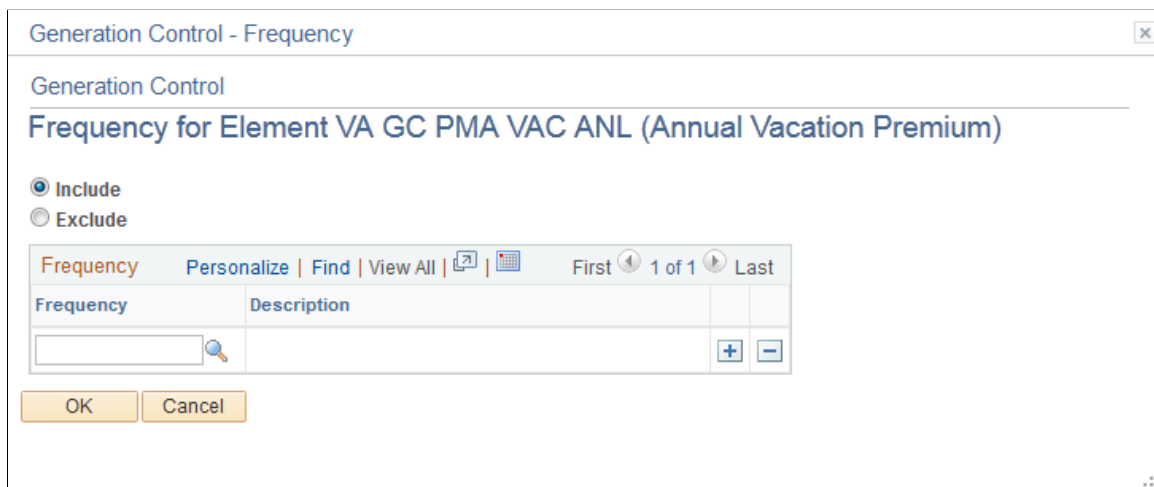 Generation Control - Frequency
Generation Control
Frequency for Element VA GC PMA VAC ANL (Annual Vacation Premium)
Include
Exclude
Frequency Personalize | Find | View All | | First 1 of 1 Last
Frequency Description
OK Cancel